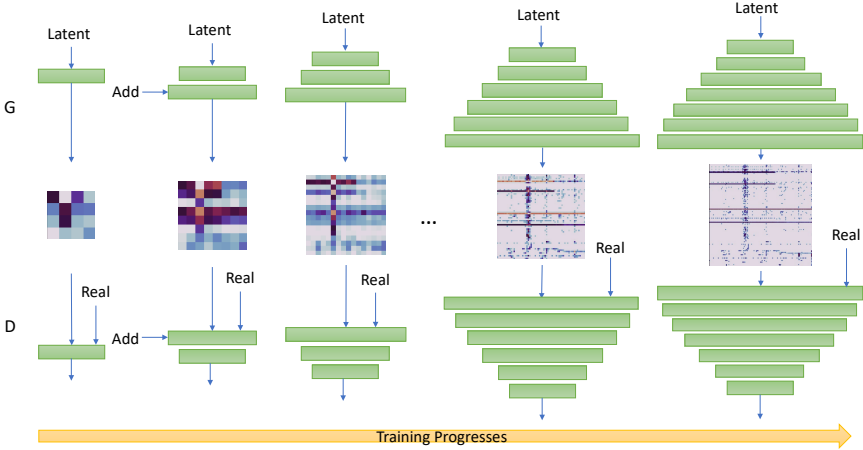 Latent
Latent
Latent
Latent
Latent
Add
G
...
Real
Real
Real
Real
Real
D
Add
Training Progresses